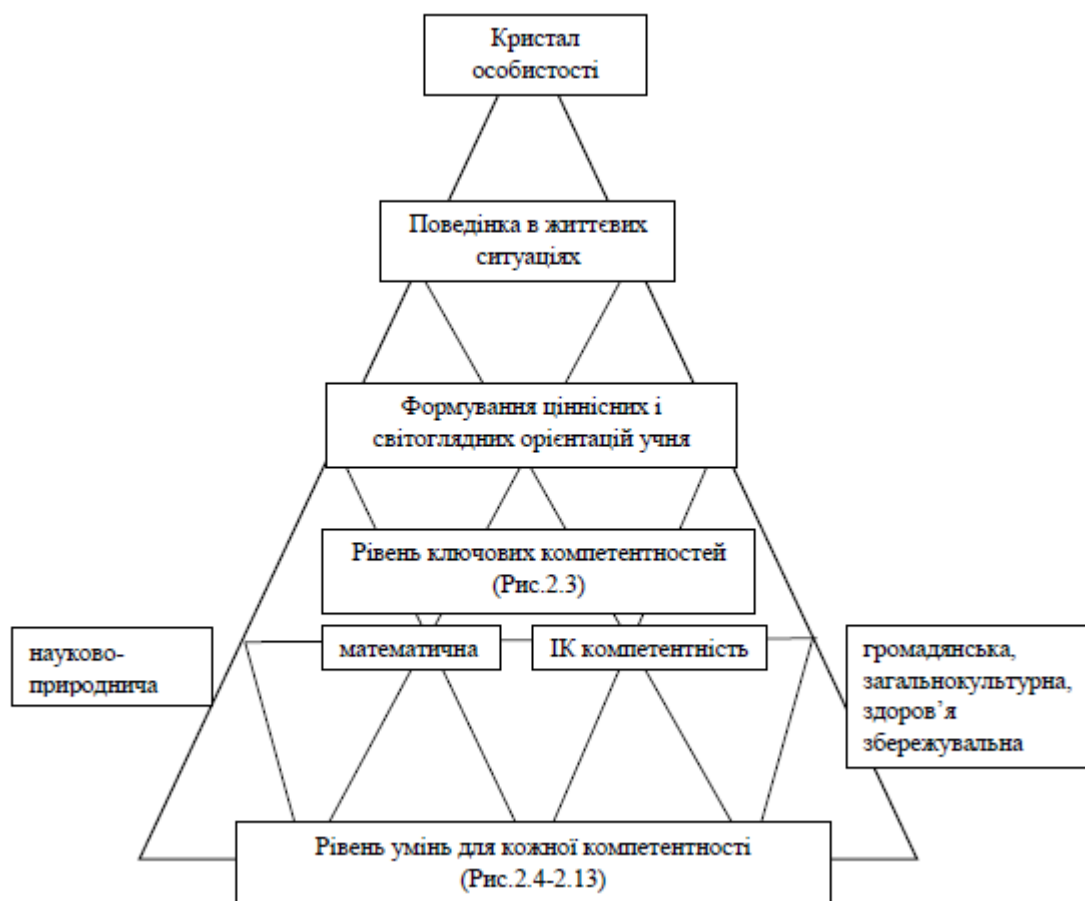 Кристал
особистості
Поведінка в життєвих
ситуаціях
Формування ціннісних і
світоглядних орієнтацій учня
Рівень ключових компетентностей
(Рис.2.3)
науково-
природнича
математична
ІК компетентність
громадянська,
загальнокультурна,
здоров’я
збережувальна
Рівень умінь для кожної компетентності
(Рис.2.4-2.13)